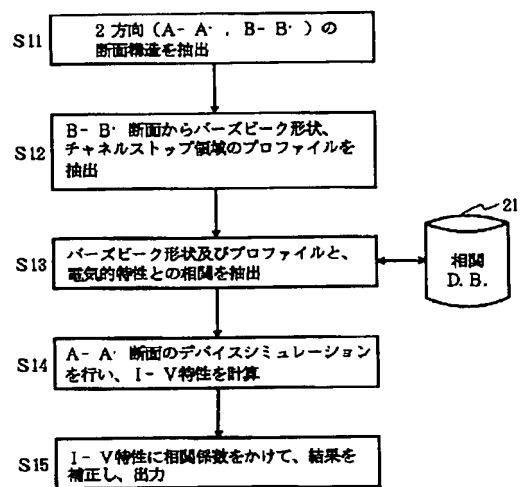 S11
2方向(A-A'，B-B')の
断面構造を抽出
S12
B-B'断面からバーズビーク形状、
チャネルストップ領域のプロファイルを
抽出
S13
バーズビーク形状及びプロファイルと、
電気的特性との相関を抽出
21
相関
D.B.
S14
A-A'断面のデバイスシミュレーション
を行い、I-V特性を計算
S15
I-V特性に相関係数をかけて、結果を
補正し、出力